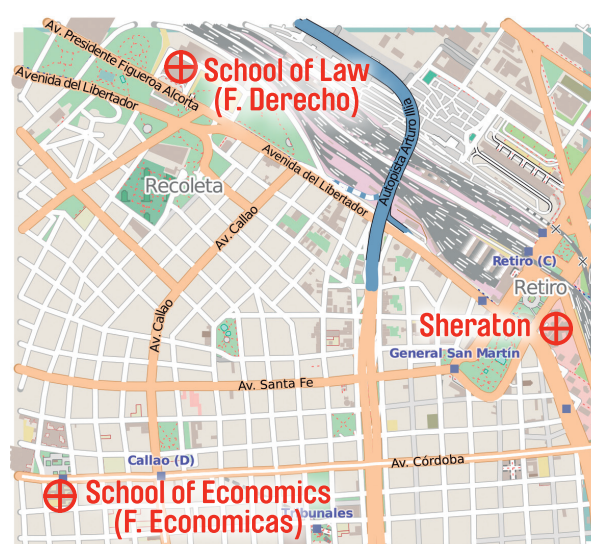 Av. Presidente Figueroa Alcorta
Autopista Arturo Illia
School of Law
(F. Derecho)
Avenida del Libertador
Avenida del Libertador
Recoleta
Av. Callao
Retiro (C)
Retiro
Av. Callao
Sheraton
General San Martín
Av. Santa Fe
Callao (D)
Av. Córdoba
School of Economics
(F. Economicas)
Tribunales